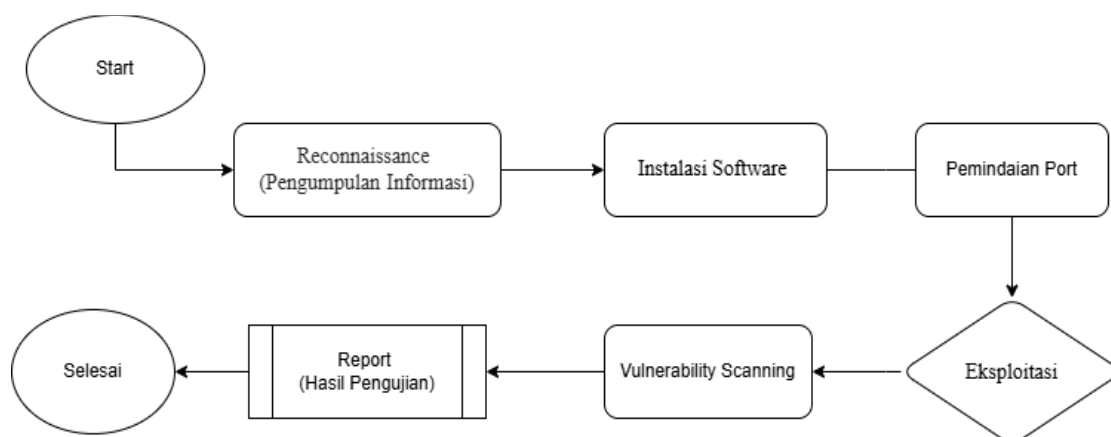 Start
Reconnaissance
(Pengumpulan Informasi)
Instalasi Software
Pemindaian Port
Eksploitasi
Vulnerability Scanning
Report
(Hasil Pengujian)
Selesai